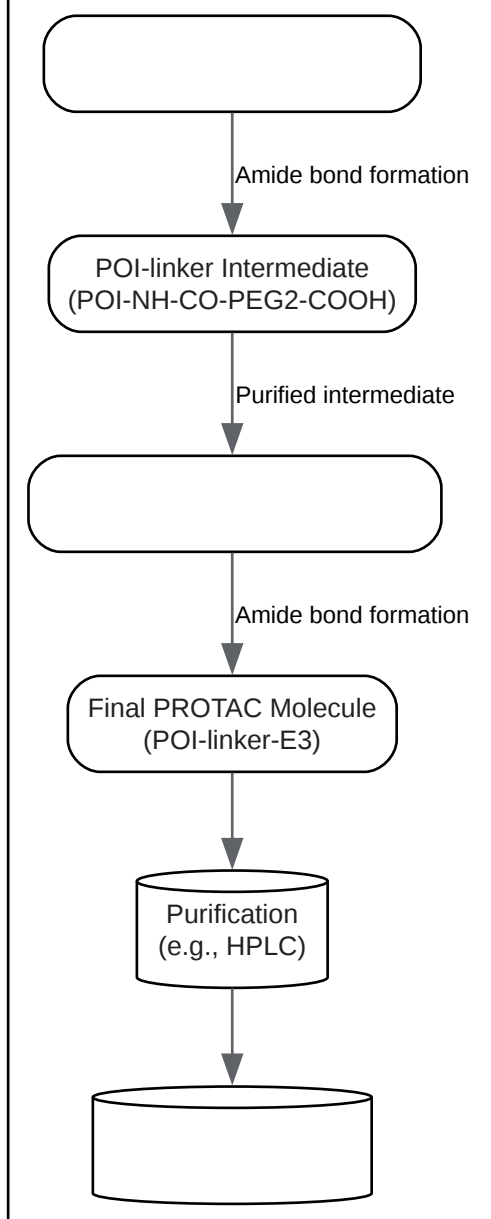 Amide bond formation
POI-linker Intermediate
(POI-NH-CO-PEG2-COOH)
Purified intermediate
Amide bond formation
Final PROTAC Molecule
(POI-linker-E3)
Purification
(e.g., HPLC)